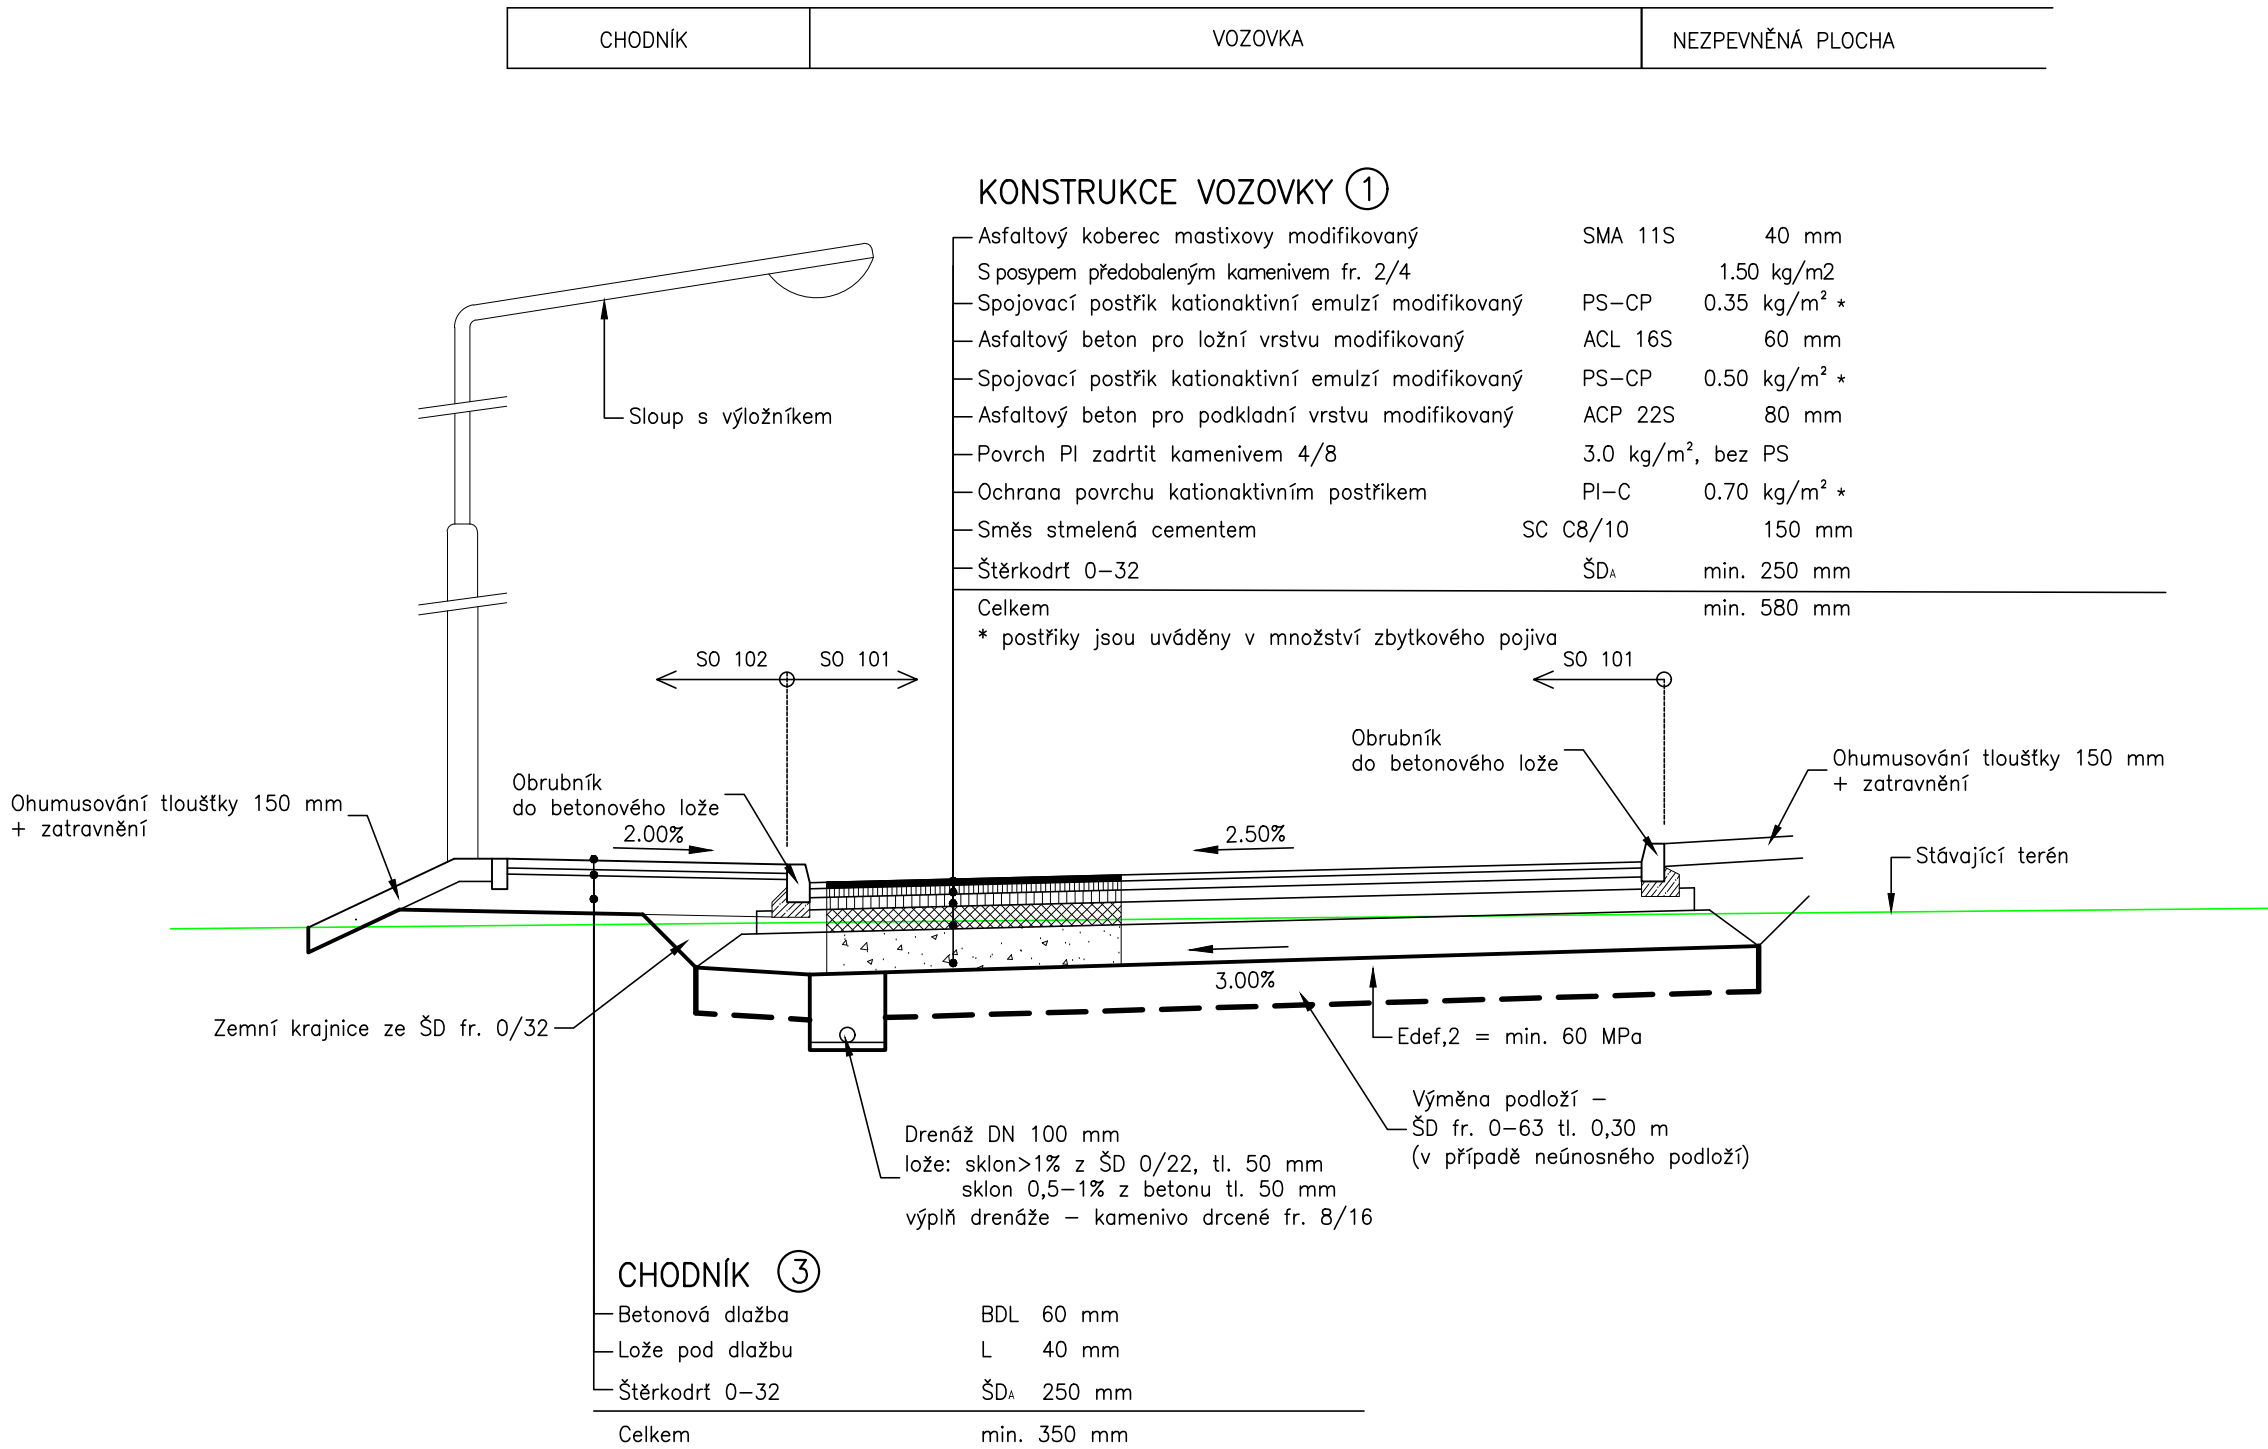 CHODNÍK VOZOVKA NEZPEVNĚNÁ PLOCHA
KONSTRUKCE VOZOVKY 1
Asfaltový koberec mastixovy modifikovaný SMA 11S 40 mm
S posypem předobaleným kamenivem fr. 2/4 1.50 kg/m2
Spojovací postřik kationaktivní emulzí modifikovaný PS-CP 0.35 kg/m² *
Asfaltový beton pro ložní vrstvu modifikovaný ACL 16S 60 mm
Spojovací postřik kationaktivní emulzí modifikovaný PS-CP 0.50 kg/m² *
Asfaltový beton pro podkladní vrstvu modifikovaný ACP 22S 80 mm
Povrch PI zadrtit kamenivem 4/8 3.0 kg/m², bez PS
Ochrana povrchu kationaktivním postřikem PI-C 0.70 kg/m² *
Směs stmelená cementem SC C8/10 150 mm
Štěrkodrť 0-32 ŠDA min. 250 mm
Celkem min. 580 mm
* postřiky jsou uváděny v množství zbytkového pojiva
Sloup s výložníkem
SO 102 SO 101
SO 101
Obrubník
do betonového lože
Ohumusování tloušťky 150 mm
+ zatravnění
Obrubník
do betonového lože
Ohumusování tloušťky 150 mm
+ zatravnění
2.00%
2.50%
Stávající terén
3.00%
Zemní krajnice ze ŠD fr. 0/32
Edef,2 = min. 60 MPa
Výměna podloží -
ŠD fr. 0-63 tl. 0,30 m
(v případě neúnosného podloží)
Drenáž DN 100 mm
lože: sklon>1% z ŠD 0/22, tl. 50 mm
sklon 0,5-1% z betonu tl. 50 mm
výplň drenáže - kamenivo drcené fr. 8/16
CHODNÍK 3
Betonová dlažba BDL 60 mm
Lože pod dlažbu L 40 mm
Štěrkodrť 0-32 ŠDA 250 mm
Celkem min. 350 mm